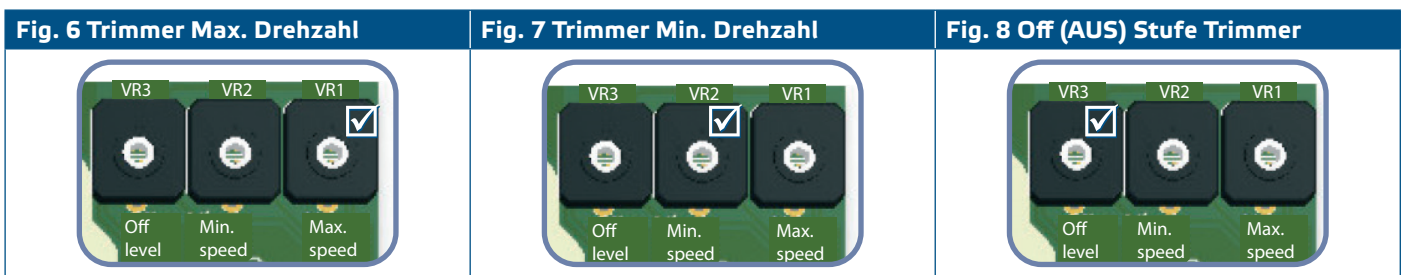 Fig. 6 Trimmer Max. Drehzahl
Fig. 7 Trimmer Min. Drehzahl
Fig. 8 Off (AUS) Stufe Trimmer
VR3 VR2 VR1
Off Min. Max.
level speed speed
VR3 VR2 VR1
Off Min. Max.
level speed speed
VR3 VR2 VR1
Off Min. Max.
level speed speed